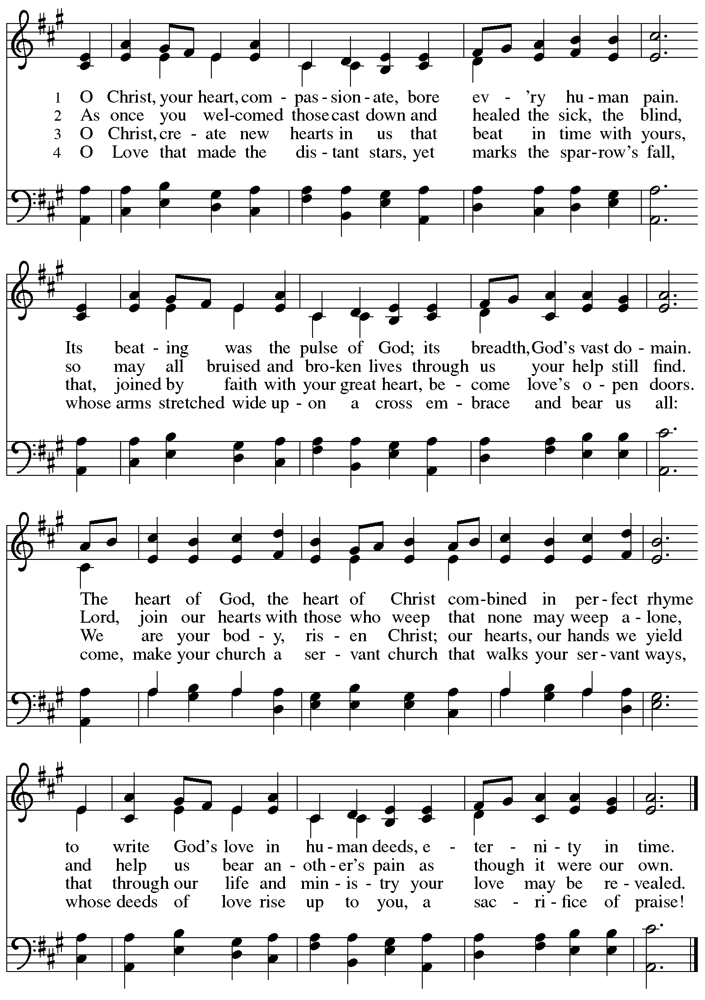 1 O Christ, your heart, com - pas - sion - ate, bore ev - 'ry hu - man pain.
2 As once you wel - comed those cast down and healed the sick, the blind,
3 O Christ, cre - ate new hearts in us that beat in time with yours,
4 O Love that made the dis - tant stars, yet marks the spar - row's fall,
Its beat - ing was the pulse of God; its breadth, God's vast do - main.
so may all bruised and bro - ken lives through us your help still find.
that, joined by faith with your great heart, be - come love's o - pen doors.
whose arms stretched wide up - on a cross em - brace and bear us all:
The heart of God, the heart of Christ com - bined in per - fect rhyme
Lord, join our hearts with those who weep that none may weep a - lone,
We are your bod - y, ris - en Christ; our hearts, our hands we yield
come, make your church a ser - vant church that walks your ser - vant ways,
to write God's love in hu - man deeds, e - ter - ni - ty in time.
and help us bear an - oth - er's pain as though it were our own.
that through our life and min - is - try your love may be re - vealed.
whose deeds of love rise up to you, a sac - ri - fice of praise!